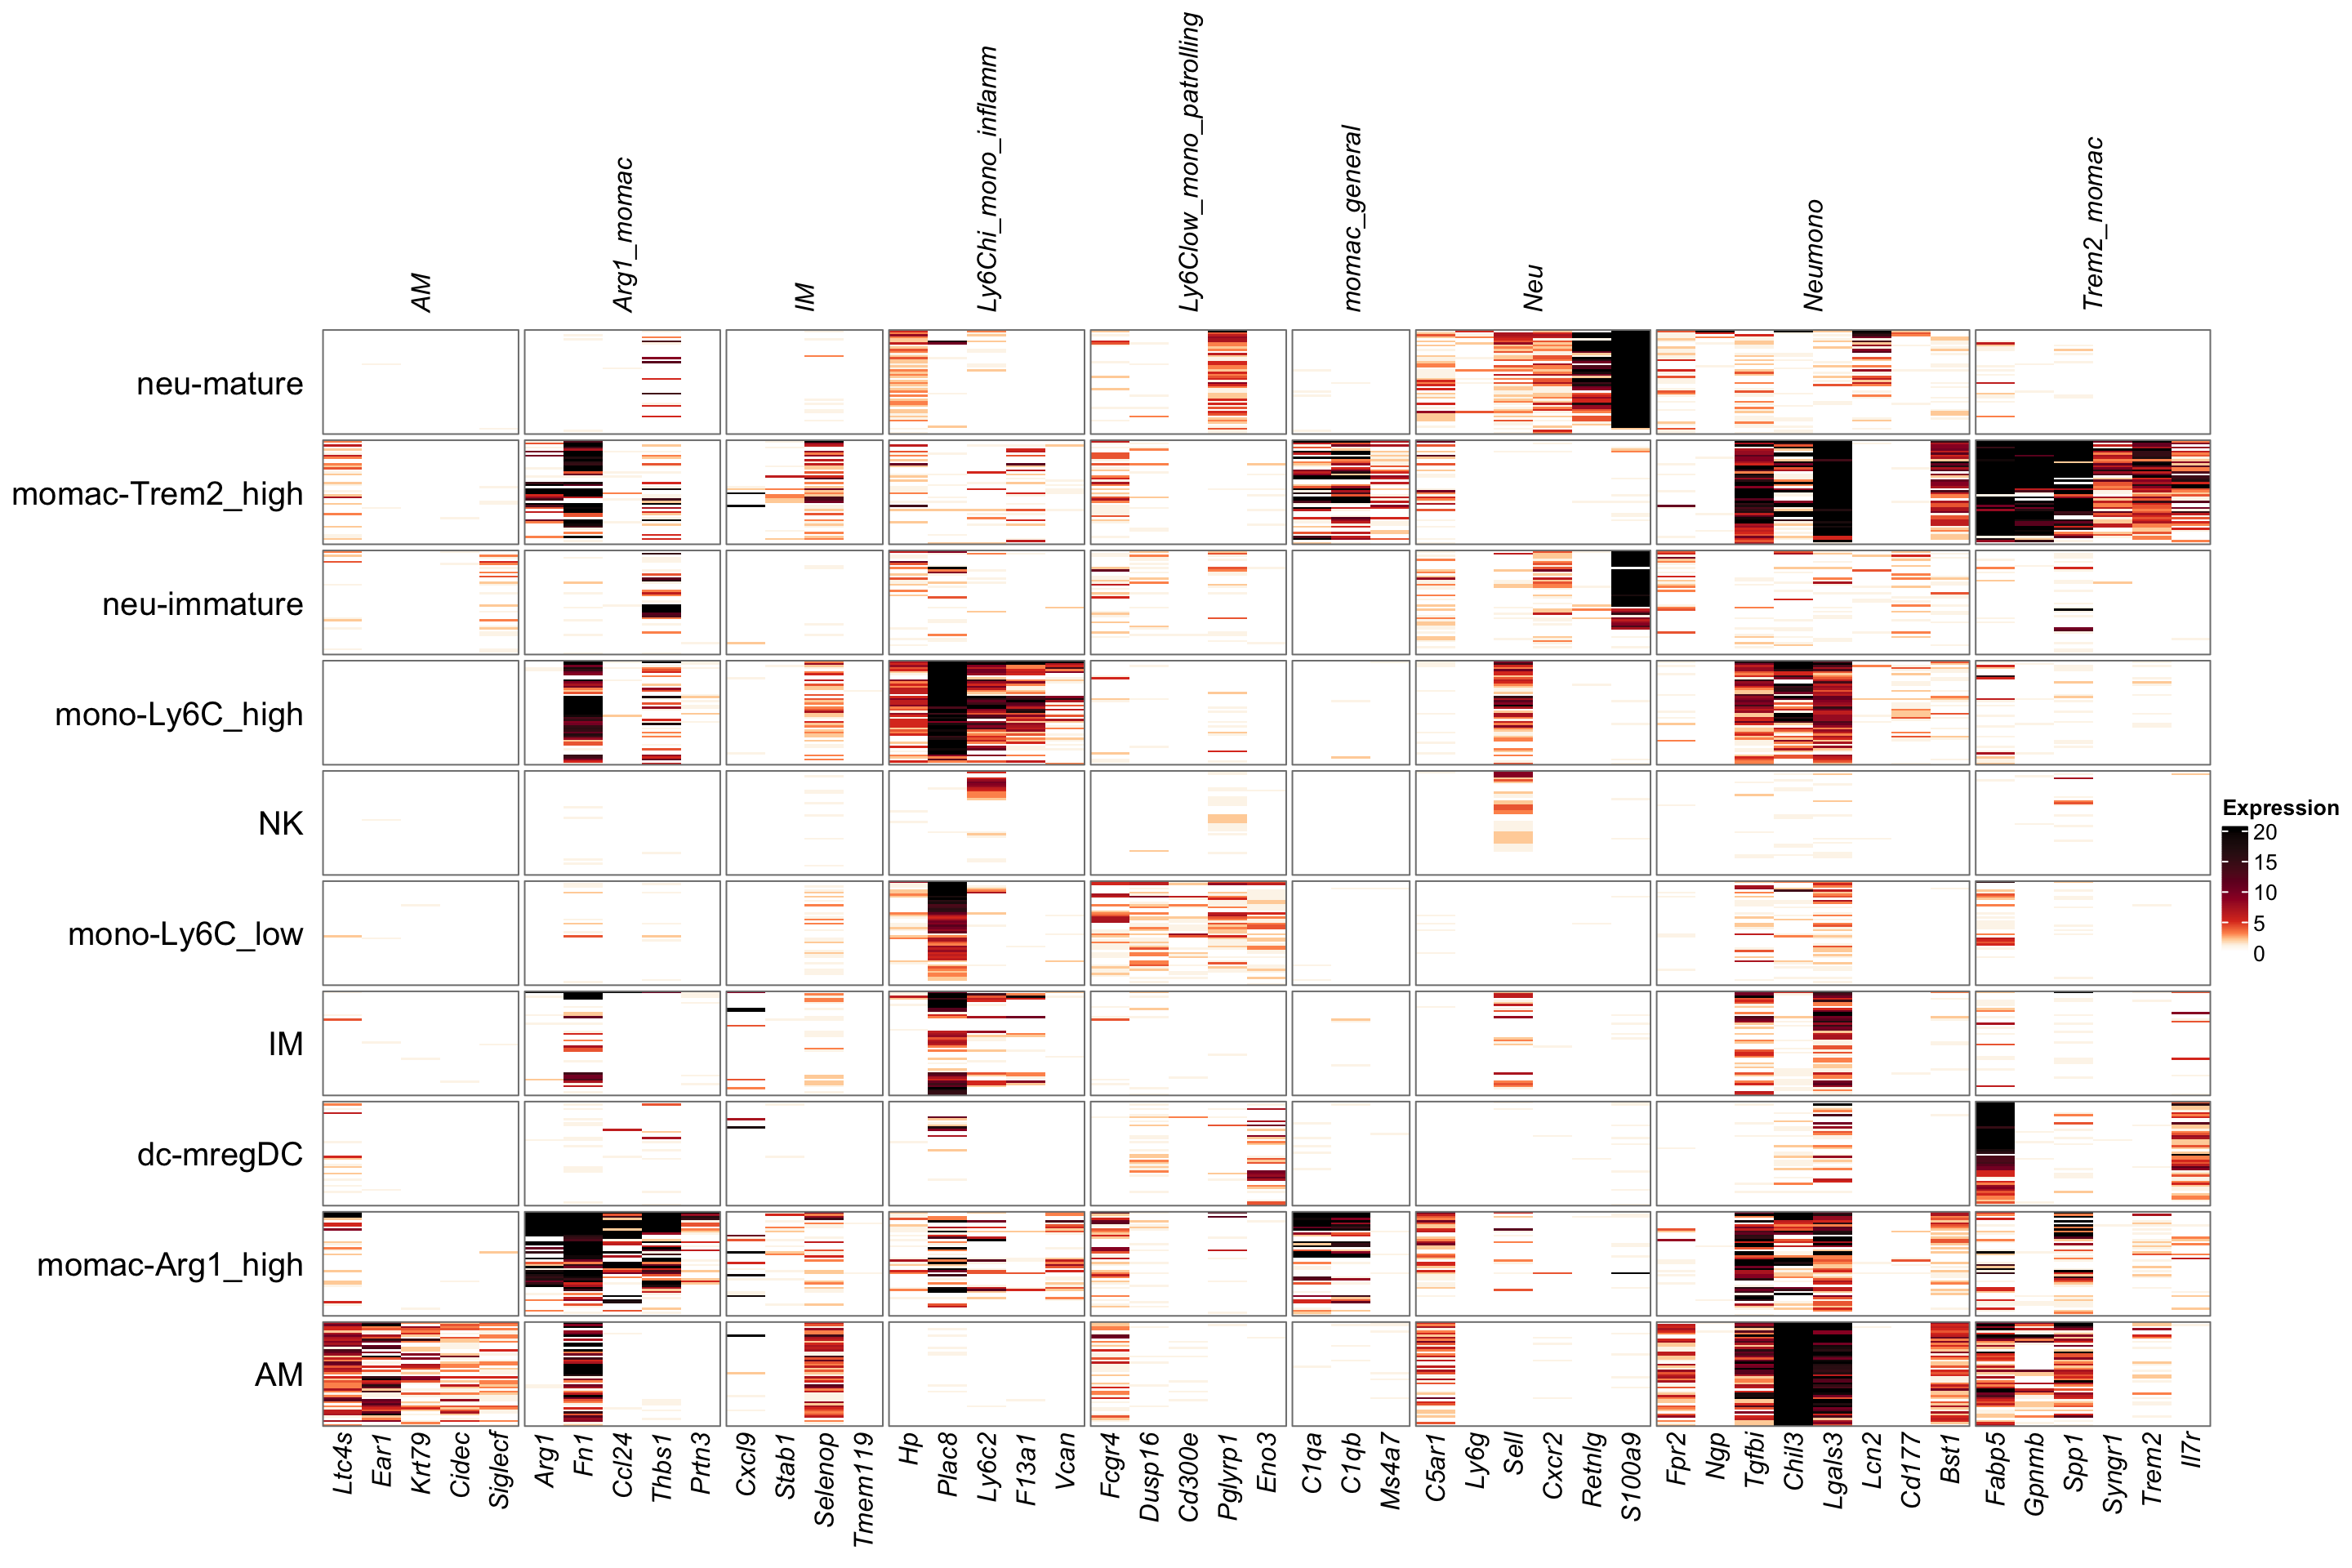 AM
Arg1_momac
IM
Ly6Chi_mono_inflamm
Ly6Clow_mono_patrolling
momac_general
Neu
Neumono
Trem2_momac
neu-mature
momac-Trem2_high
neu-immature
mono-Ly6C_high
NK
mono-Ly6C_low
IM
dc-mregDC
momac-Arg1_high
AM
Expression
20
15
10
5
0
Ltc4s
Ear1
Krt79
Cidec
Siglecf
Arg1
Fn1
Ccl24
Thbs1
Prtn3
Cxcl9
Stab1
Selenop
Tmem119
Hp
Plac8
Ly6c2
F13a1
Vcan
Fcgr4
Dusp16
Cd300e
Pglyrp1
Eno3
C1qa
C1qb
Ms4a7
C5ar1
Ly6g
Sell
Cxcr2
Retnlg
S100a9
Fpr2
Ngp
Tgfbi
Chil3
Lgals3
Lcn2
Cd177
Bst1
Fabp5
Gpnmb
Spp1
Syngr1
Trem2
Il7r